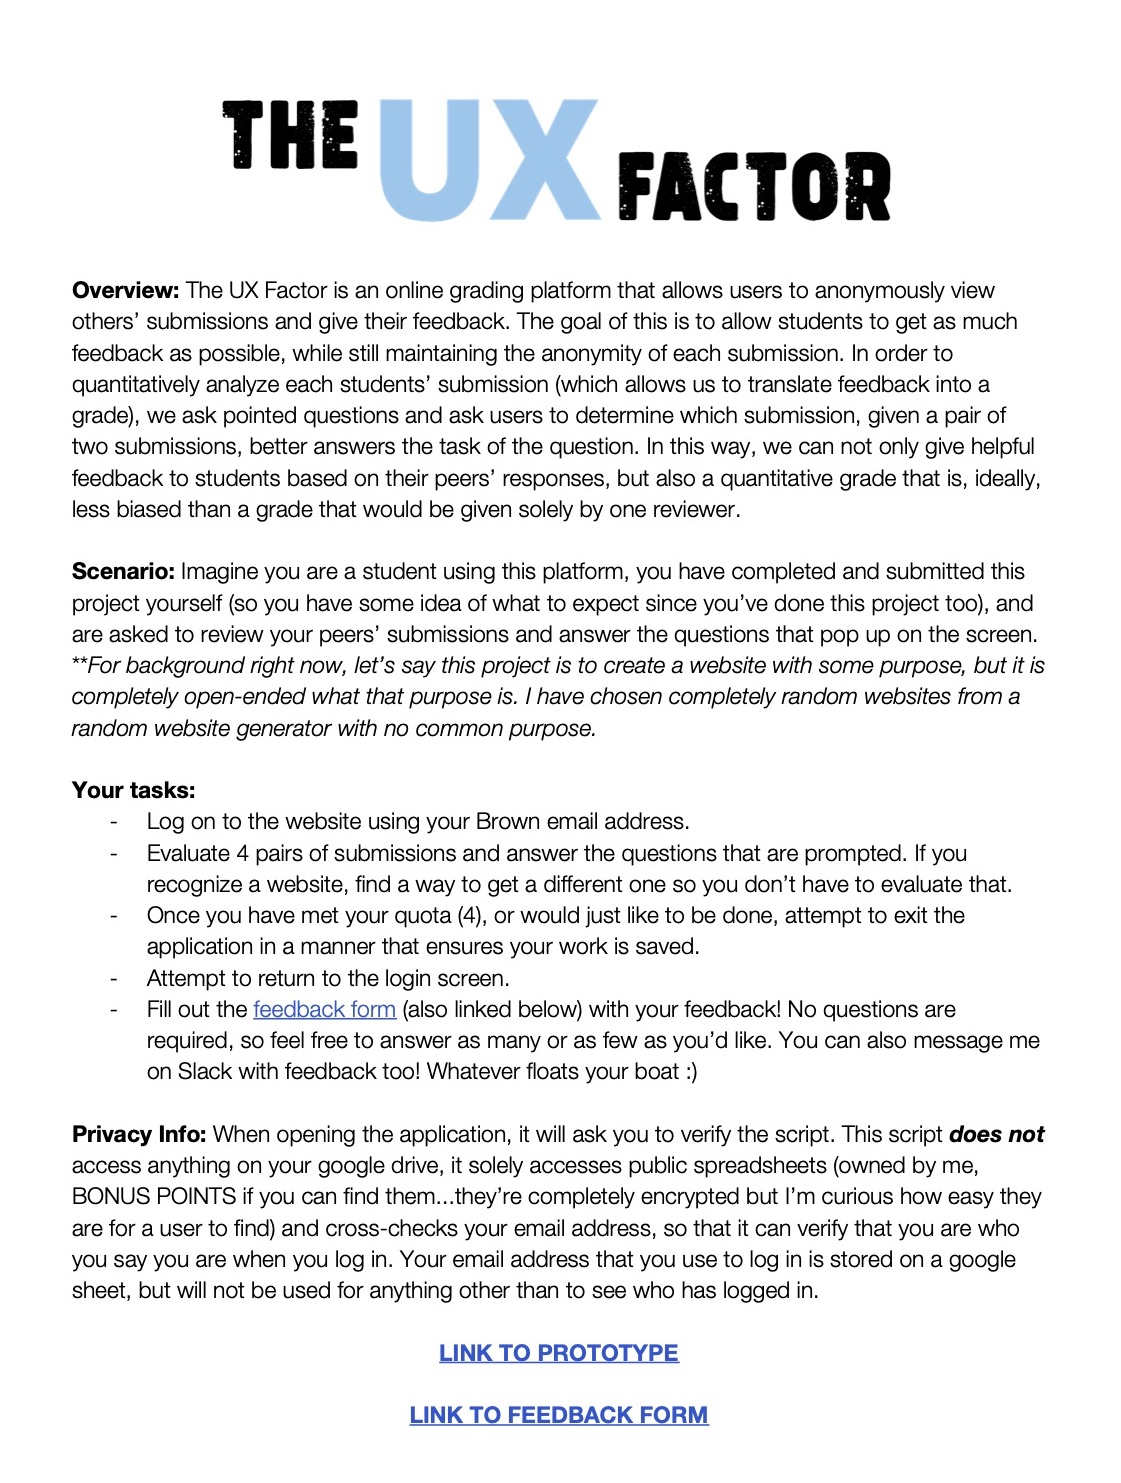 THE UX FACTOR
Overview: The UX Factor is an online grading platform that allows users to anonymously view
others’ submissions and give their feedback. The goal of this is to allow students to get as much
feedback as possible, while still maintaining the anonymity of each submission. In order to
quantitatively analyze each students’ submission (which allows us to translate feedback into a
grade), we ask pointed questions and ask users to determine which submission, given a pair of
two submissions, better answers the task of the question. In this way, we can not only give helpful
feedback to students based on their peers’ responses, but also a quantitative grade that is, ideally,
less biased than a grade that would be given solely by one reviewer.
Scenario: Imagine you are a student using this platform, you have completed and submitted this
project yourself (so you have some idea of what to expect since you’ve done this project too), and
are asked to review your peers’ submissions and answer the questions that pop up on the screen.
**For background right now, let’s say this project is to create a website with some purpose, but it is
completely open-ended what that purpose is. I have chosen completely random websites from a
random website generator with no common purpose.
Your tasks:
- Log on to the website using your Brown email address.
- Evaluate 4 pairs of submissions and answer the questions that are prompted. If you
recognize a website, find a way to get a different one so you don’t have to evaluate that.
- Once you have met your quota (4), or would just like to be done, attempt to exit the
application in a manner that ensures your work is saved.
- Attempt to return to the login screen.
- Fill out the feedback form (also linked below) with your feedback! No questions are
required, so feel free to answer as many or as few as you’d like. You can also message me
on Slack with feedback too! Whatever floats your boat :)
Privacy Info: When opening the application, it will ask you to verify the script. This script does not
access anything on your google drive, it solely accesses public spreadsheets (owned by me,
BONUS POINTS if you can find them...they’re completely encrypted but I’m curious how easy they
are for a user to find) and cross-checks your email address, so that it can verify that you are who
you say you are when you log in. Your email address that you use to log in is stored on a google
sheet, but will not be used for anything other than to see who has logged in.
LINK TO PROTOTYPE
LINK TO FEEDBACK FORM